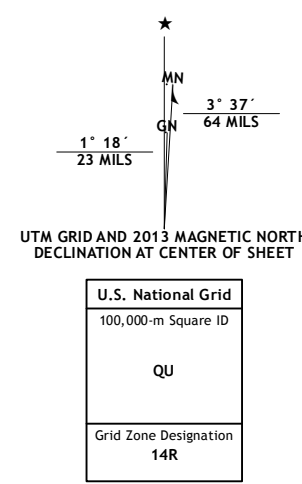 ★
MN
GN
3° 37´
64 MILS
1° 18´
23 MILS
UTM GRID AND 2013 MAGNETIC NORTH
DECLINATION AT CENTER OF SHEET
U.S. National Grid
100,000-m Square ID
QU
Grid Zone Designation
14R